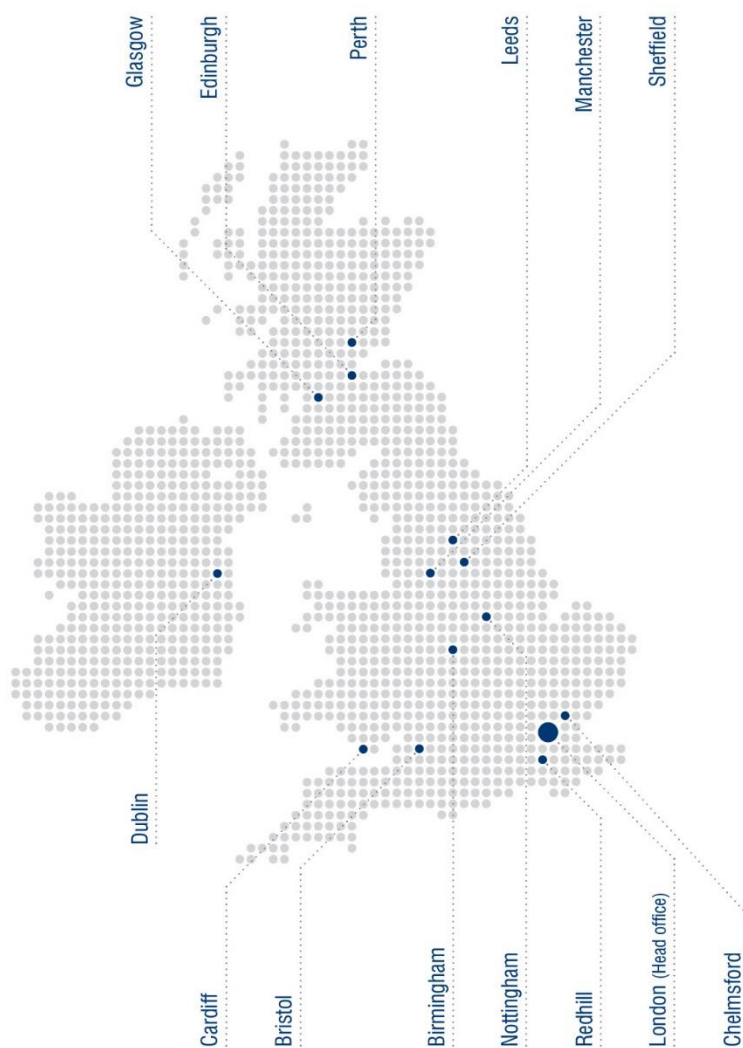 Glasgow
Edinburgh
Perth
Leeds
Manchester
Sheffield
Dublin
Cardiff
Bristol
Birmingham
Nottingham
Redhill
London (Head office)
Chelmsford